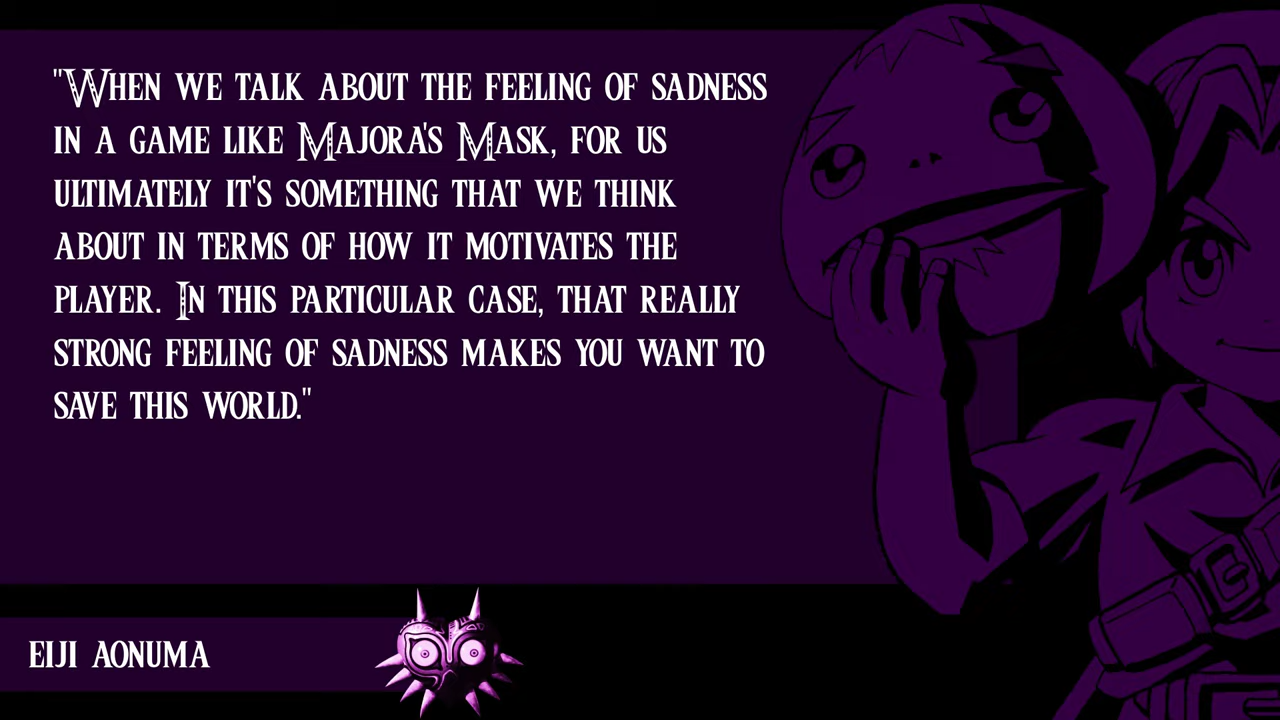 "When we talk about the feeling of sadness
in a game like Majora's Mask, for us
ultimately it's something that we think
about in terms of how it motivates the
player. In this particular case, that really
strong feeling of sadness makes you want to
save this world."
Eiji Aonuma